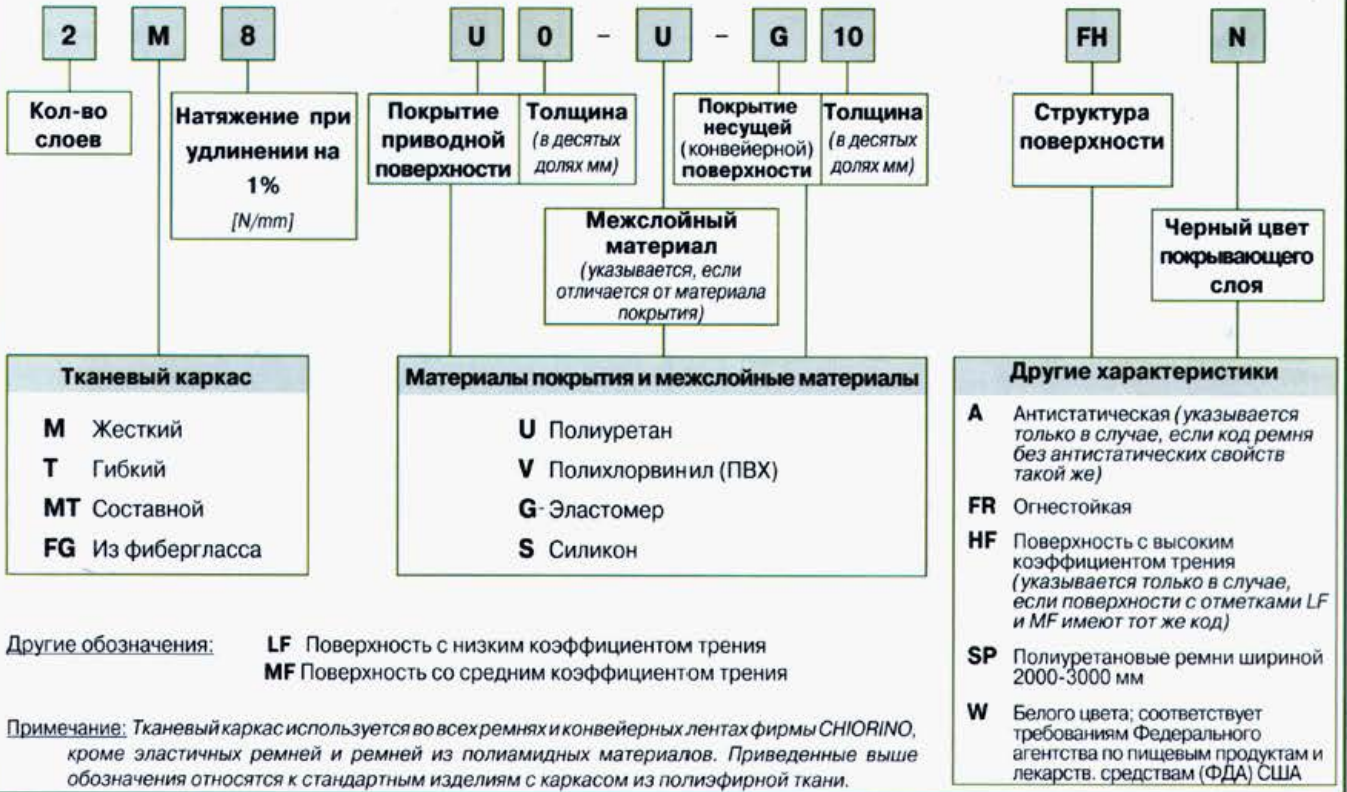 2 M 8 U 0 - U - G 10 FH N
Кол-во
слоев
Натяжение при
удлинении на
1%
[N/mm]
Покрытие
приводной
поверхности
Толщина
(в десятых
долях мм)
Покрытие
несущей
(конвейерной)
поверхности
Толщина
(в десятых
долях мм)
Структура
поверхности
Межслойный
материал
(указывается, если
отличается от материала
покрытия)
Черный цвет
покрывающего
слоя
Тканевый каркас
M Жесткий
T Гибкий
MT Составной
FG Из фибергласса
Материалы покрытия и межслойные материалы
U Полиуретан
V Полихлорвинил (ПВХ)
G - Эластомер
S Силикон
Другие характеристики
A Антистатическая (указывается
только в случае, если код ремня
без антистатических свойств
такой же)
FR Огнестойкая
HF Поверхность с высоким
коэффициентом трения
(указывается только в случае,
если поверхности с отметками LF
и MF имеют тот же код)
SP Полиуретановые ремни шириной
2000-3000 мм
W Белого цвета; соответствует
требованиям Федерального
агентства по пищевым продуктам и
лекарств. средствам (ФДА) США
Другие обозначения: LF Поверхность с низким коэффициентом трения
MF Поверхность со средним коэффициентом трения
Примечание: Тканевый каркас используется во всех ремнях и конвейерных лентах фирмы CHIORINO,
кроме эластичных ремней и ремней из полиамидных материалов. Приведенные выше
обозначения относятся к стандартным изделиям с каркасом из полиэфирной ткани.